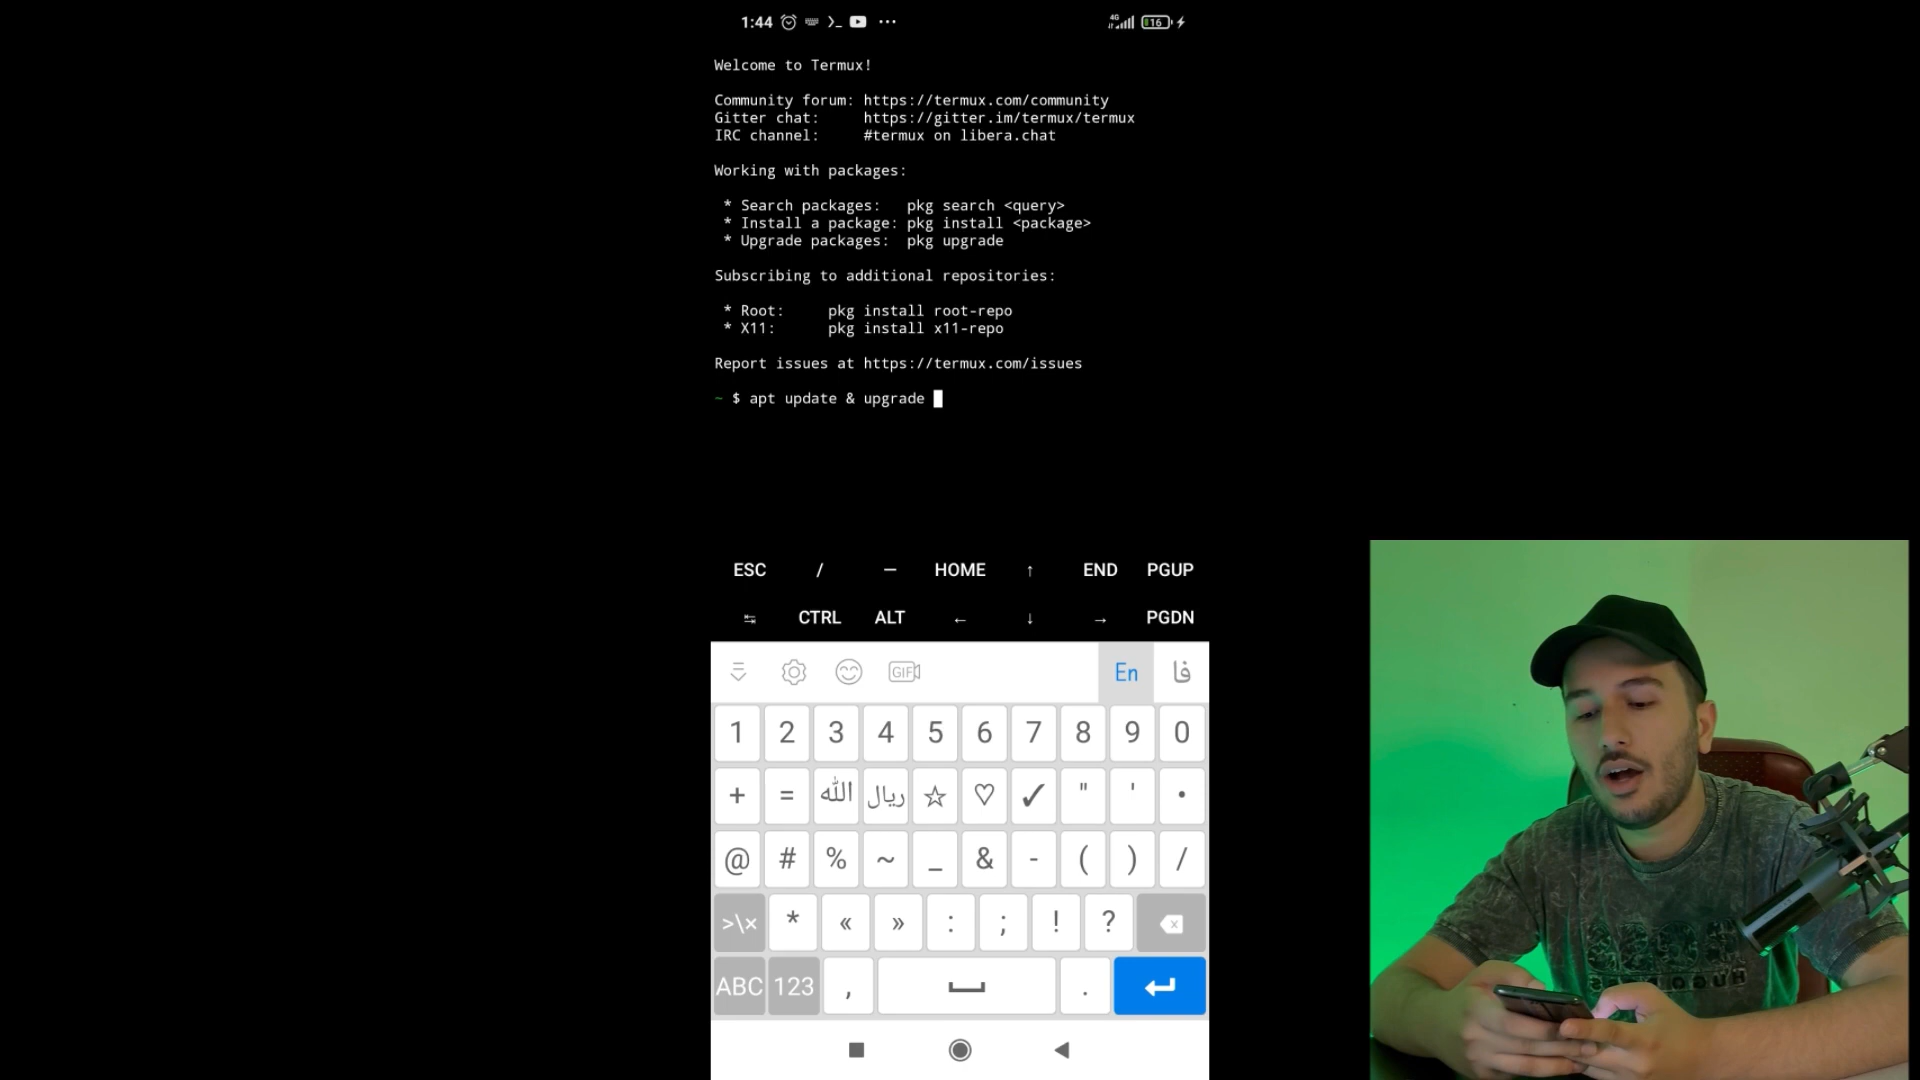 1:44
4G
16
Welcome to Termux!
Community forum: https://termux.com/community
Gitter chat: https://gitter.im/termux/termux
IRC channel: #termux on libera.chat
Working with packages:
* Search packages: pkg search <query>
* Install a package: pkg install <package>
* Upgrade packages: pkg upgrade
Subscribing to additional repositories:
* Root: pkg install root-repo
* X11: pkg install x11-repo
Report issues at https://termux.com/issues
~ $ apt update & upgrade
ESC / — HOME ↑ END PGUP
⇆ CTRL ALT ← ↓ → PGDN
GIF En فا
1 2 3 4 5 6 7 8 9 0
+ = الله ریال ☆ ♡ ✓ " ' •
@ # % ~ _ & - ( ) /
>\× * « » : ; ! ?
ABC 123 , .